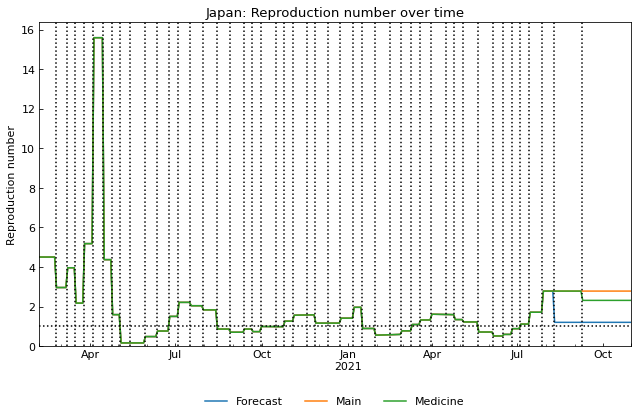 Japan: Reproduction number over time
Reproduction number
16
14
12
10
8
6
4
2
0
Apr Jul Oct Jan Apr Jul Oct
2021
Forecast Main Medicine